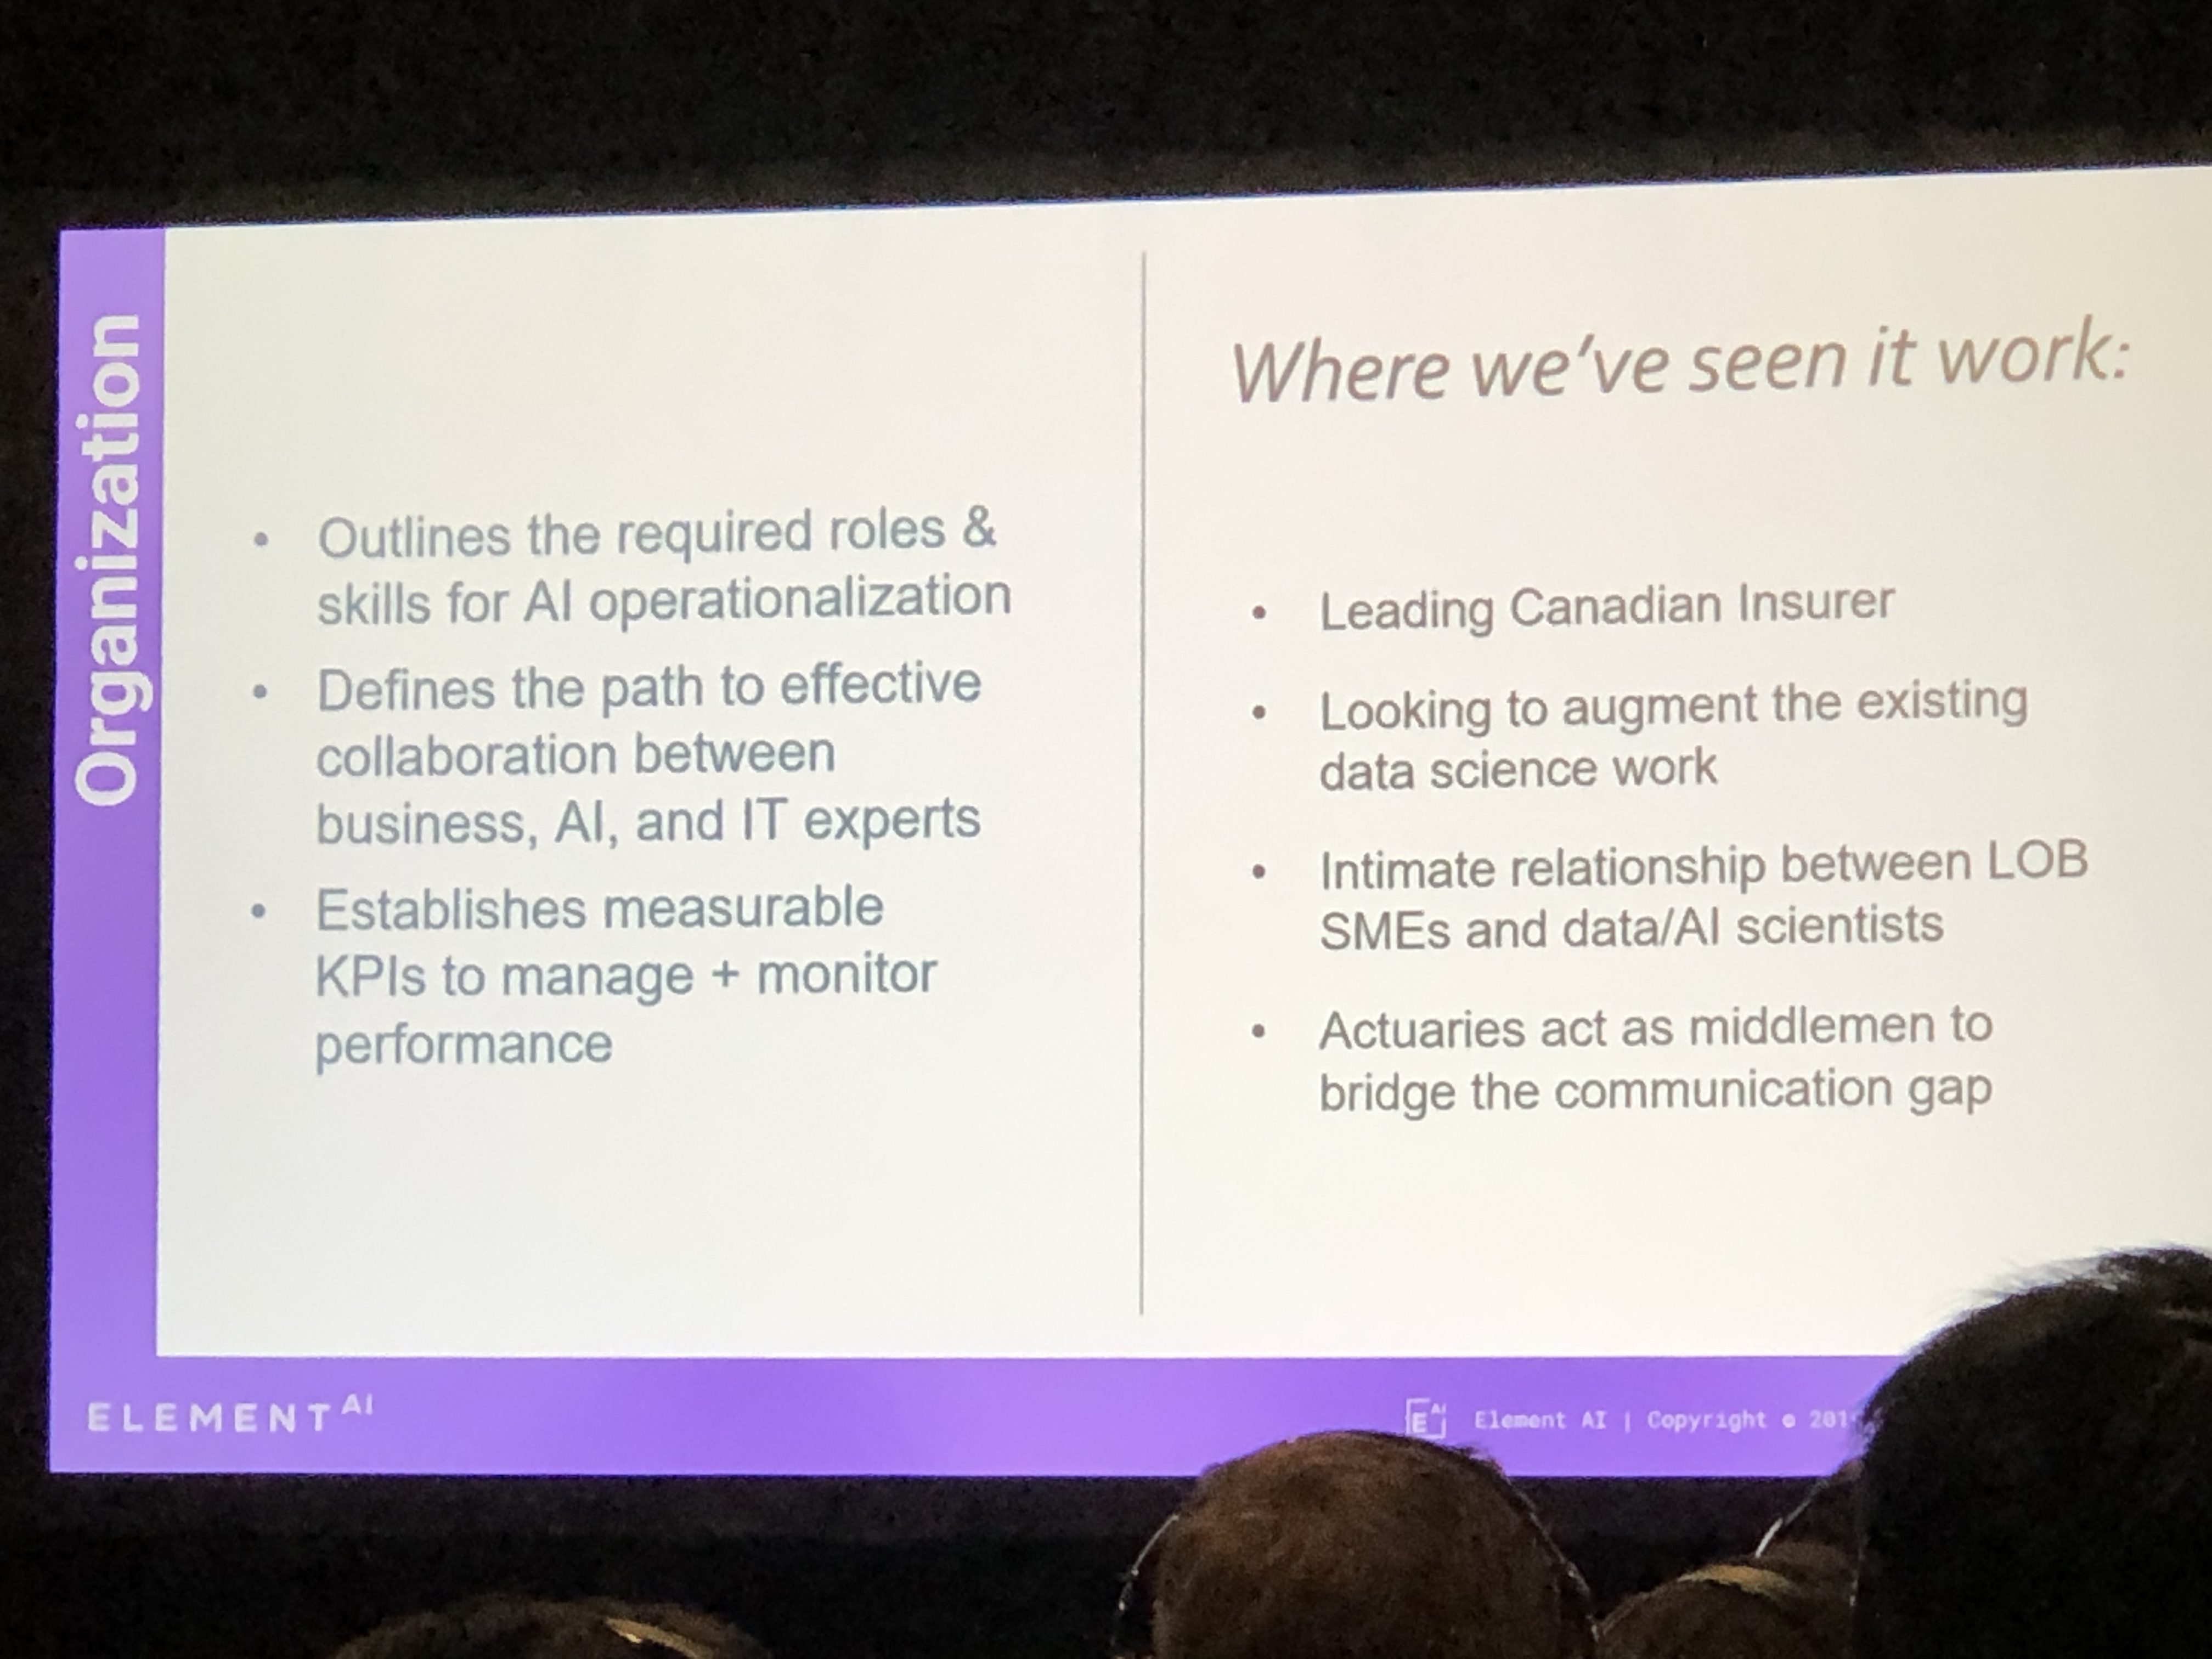 Organization
• Outlines the required roles &
skills for AI operationalization
• Defines the path to effective
collaboration between
business, AI, and IT experts
• Establishes measurable
KPIs to manage + monitor
performance
Where we've seen it work:
• Leading Canadian Insurer
• Looking to augment the existing
data science work
• Intimate relationship between LOB
SMEs and data/AI scientists
• Actuaries act as middlemen to
bridge the communication gap
ELEMENT AI
E AI Element AI | Copyright ©